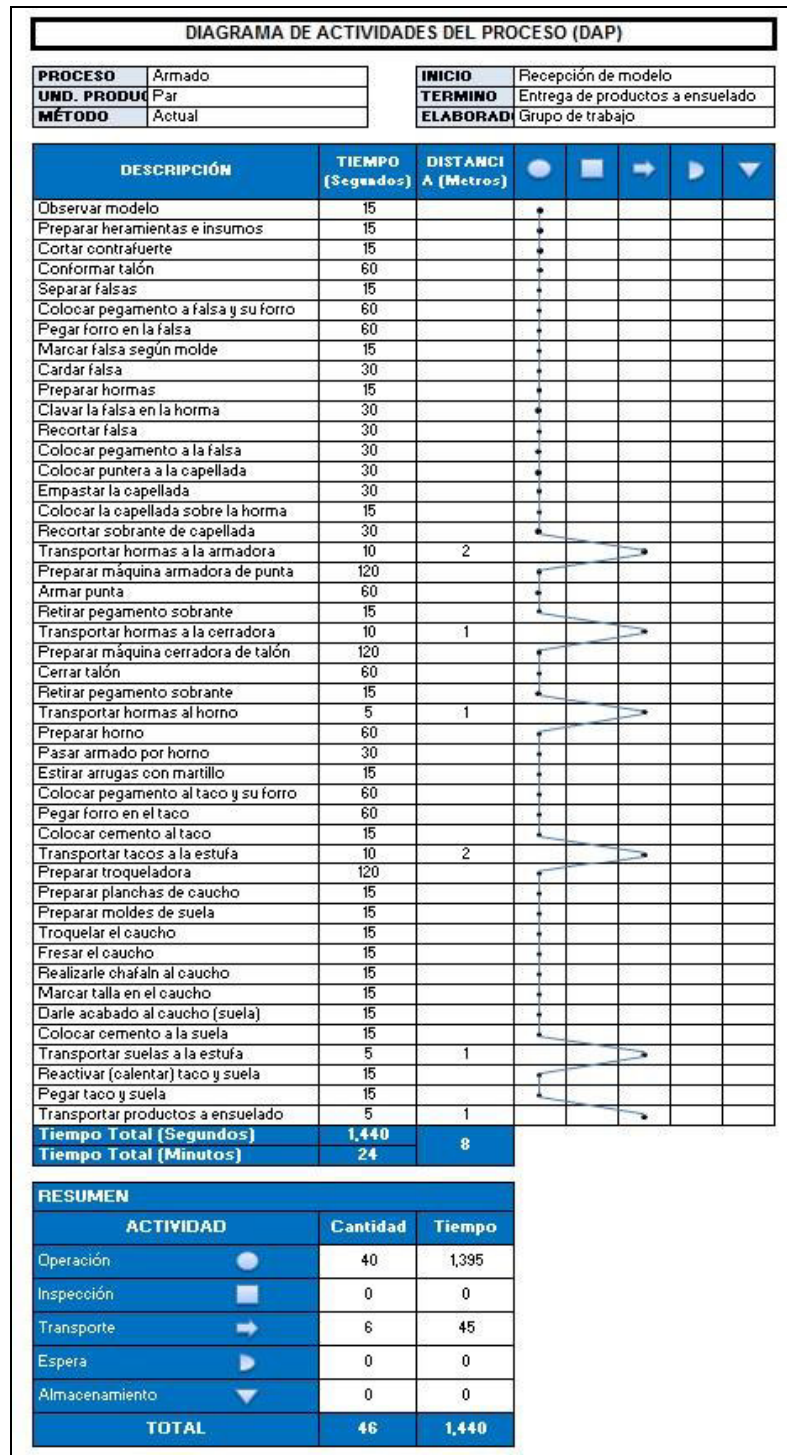 DIAGRAMA DE ACTIVIDADES DEL PROCESO (DAP)
PROCESO Armado INICIO Recepción de modelo
UND. PRODUC Par TERMINO Entrega de productos a ensuelado
MÉTODO Actual ELABORAD Grupo de trabajo
DESCRIPCIÓN TIEMPO (Segundos) DISTANCI A (Metros)
Observar modelo 15
Preparar heramientas e insumos 15
Cortar contrafuerte 15
Conformar talón 60
Separar falsas 15
Colocar pegamento a falsa y su forro 60
Pegar forro en la falsa 60
Marcar falsa según molde 15
Cardar falsa 30
Preparar hormas 15
Clavar la falsa en la horma 30
Recortar falsa 30
Colocar pegamento a la falsa 30
Colocar puntera a la capellada 30
Empastar la capellada 30
Colocar la capellada sobre la horma 15
Recortar sobrante de capellada 30
Transportar hormas a la armadora 10 2
Preparar máquina armadora de punta 120
Armar punta 60
Retirar pegamento sobrante 15
Transportar hormas a la cerradora 10 1
Preparar máquina cerradora de talón 120
Cerrar talón 60
Retirar pegamento sobrante 15
Transportar hormas al horno 5 1
Preparar horno 60
Pasar armado por horno 30
Estirar arrugas con martillo 15
Colocar pegamento al taco y su forro 60
Pegar forro en el taco 60
Colocar cemento al taco 15
Transportar tacos a la estufa 10 2
Preparar troqueladora 120
Preparar planchas de caucho 15
Preparar moldes de suela 15
Troquelar el caucho 15
Fresar el caucho 15
Realizarle chafaln al caucho 15
Marcar talla en el caucho 15
Darle acabado al caucho (suela) 15
Colocar cemento a la suela 15
Transportar suelas a la estufa 5 1
Reactivar (calentar) taco y suela 15
Pegar taco y suela 15
Transportar productos a ensuelado 5 1
Tiempo Total (Segundos) 1,440 8
Tiempo Total (Minutos) 24
RESUMEN
ACTIVIDAD Cantidad Tiempo
Operación 40 1,395
Inspección 0 0
Transporte 6 45
Espera 0 0
Almacenamiento 0 0
TOTAL 46 1,440